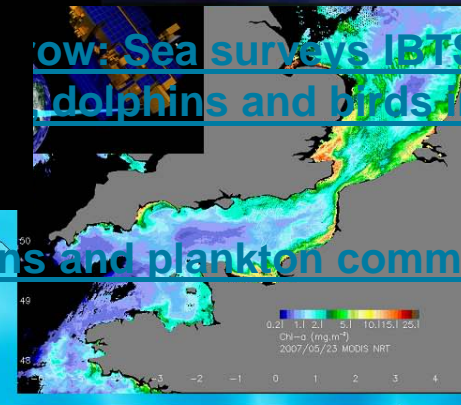 ow: Sea surveys IBTS
dolphins and birds i
ns and plankton comm
50
49
48
0.21 1.1 2.1 5.1 10.1 15.1 25.1
Chl-a (mg.m⁻³)
2007/05/23 MODIS NRT
-3 -2 -1 0 1 2 3 4